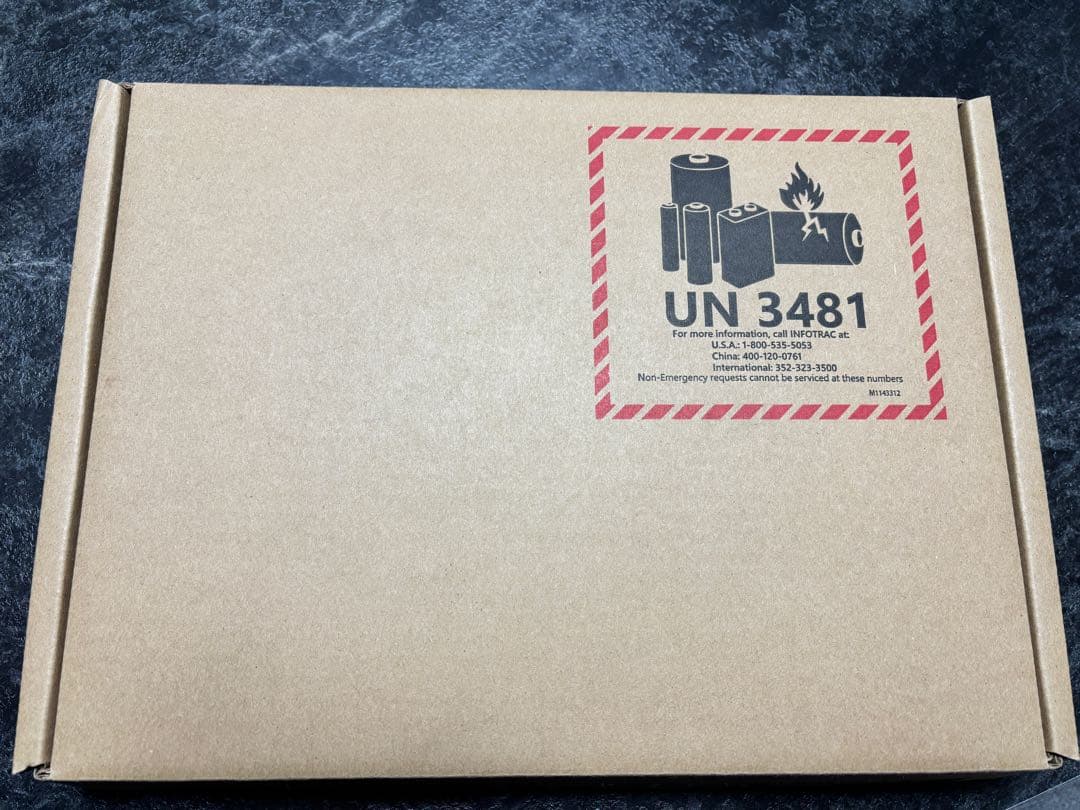 UN 3481
For more information, call INFOTRAC at:
U.S.A.: 1-800-535-5053
China: 400-120-0761
International: 352-323-3500
Non-Emergency requests cannot be serviced at these numbers
M1143312